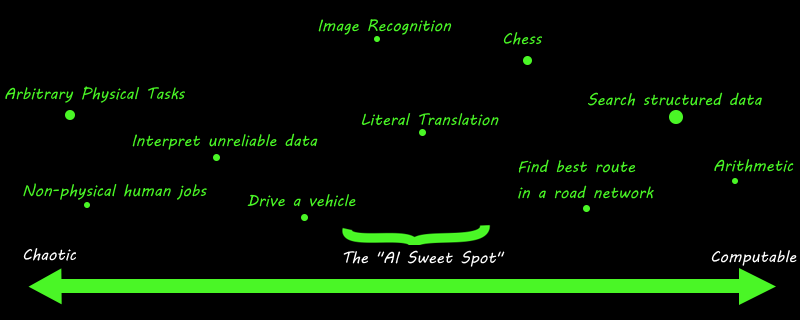 Image Recognition
Chess
Arbitrary Physical Tasks
Search structured data
Literal Translation
Interpret unreliable data
Find best route
in a road network
Arithmetic
Non-physical human jobs
Drive a vehicle
Chaotic
The "AI Sweet Spot"
Computable